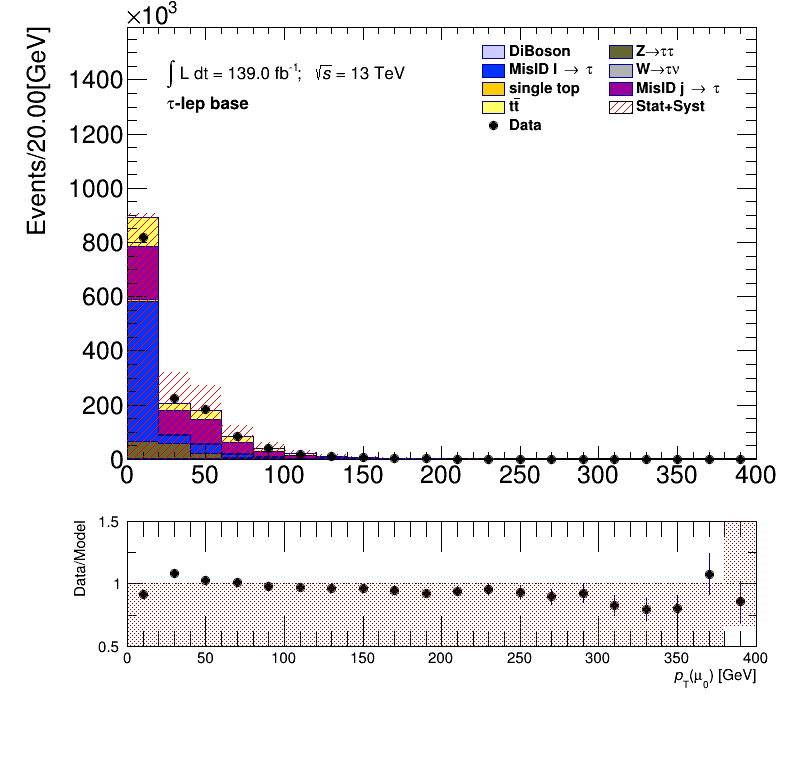 ×10³
Events/20.00[GeV]
1400
1200
1000
800
600
400
200
0
∫ L dt = 139.0 fb⁻¹; √s = 13 TeV
τ-lep base
DiBoson Z→ττ
MisID l → τ W→τν
single top MisID j → τ
tt̄ Stat+Syst
Data
0 50 100 150 200 250 300 350 400
Data/Model
1.5
1
0.5
0 50 100 150 200 250 300 350 400
p_T(μ_0) [GeV]